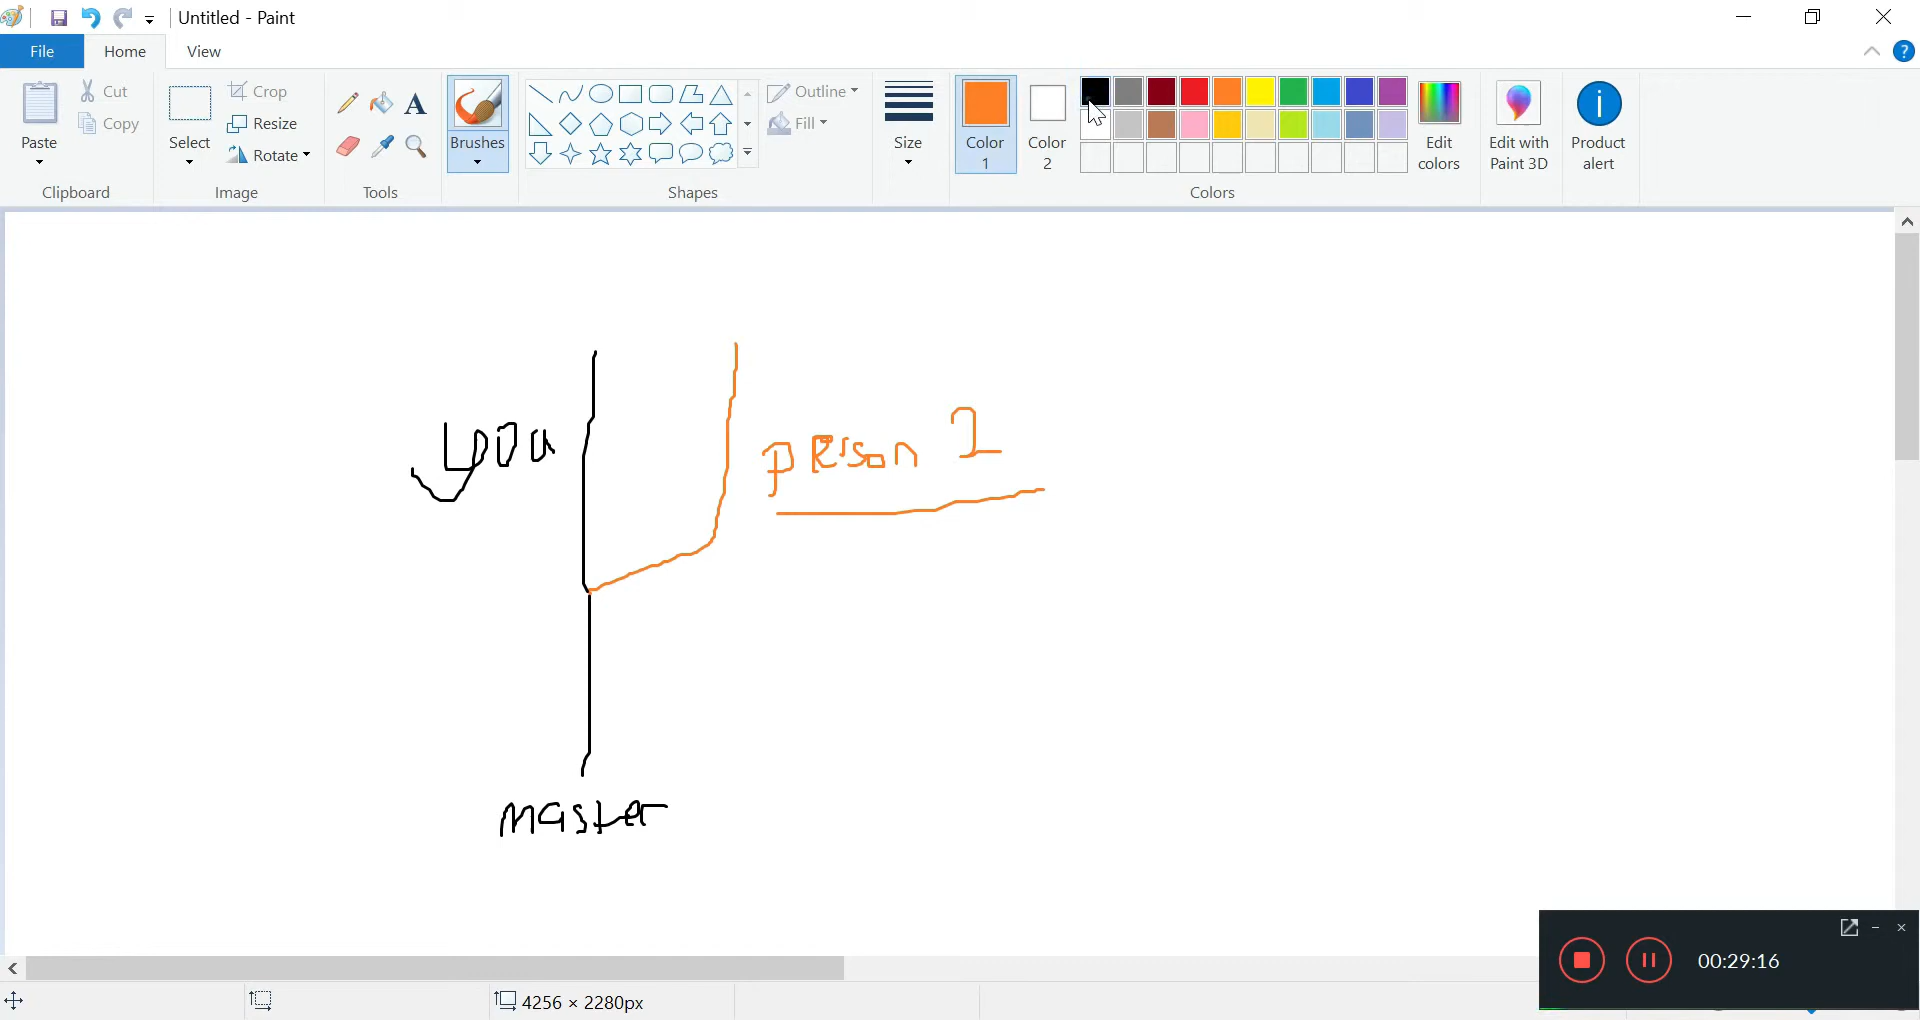 Untitled - Paint
File Home View
Paste
Cut
Copy
Clipboard
Select
Crop
Resize
Rotate
Image
A
Tools
Brushes
Shapes
Outline
Fill
Size
Color 1
Color 2
Colors
Edit colors
Edit with Paint 3D
i
Product alert
?
person 2
master
4256 × 2280px
00:29:16